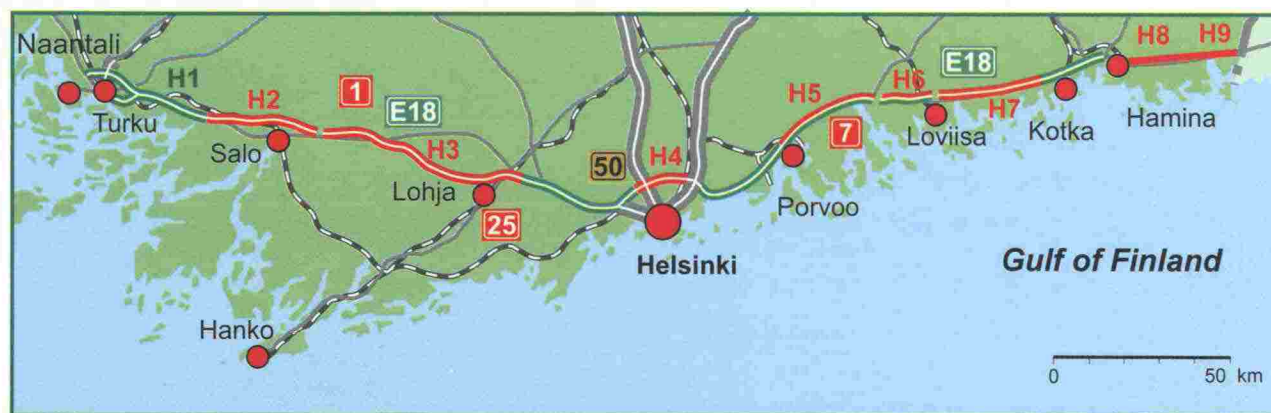 Naantali
H1
Turku
H2
1
E18
Salo
H3
Lohja
25
50
H4
Helsinki
H5
7
Porvoo
H6
E18
Loviisa
H7
Kotka
H8
H9
Hamina
Hanko
Gulf of Finland
0 50 km